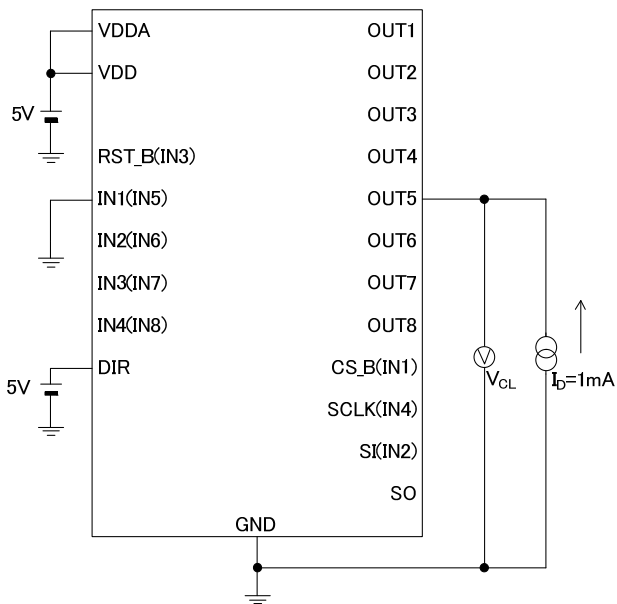 VDDA
OUT1
VDD
OUT2
5V
OUT3
RST_B(IN3)
OUT4
IN1(IN5)
OUT5
IN2(IN6)
OUT6
IN3(IN7)
OUT7
IN4(IN8)
OUT8
DIR
CS_B(IN1)
5V
V
VCL
ID=1mA
SCLK(IN4)
SI(IN2)
SO
GND